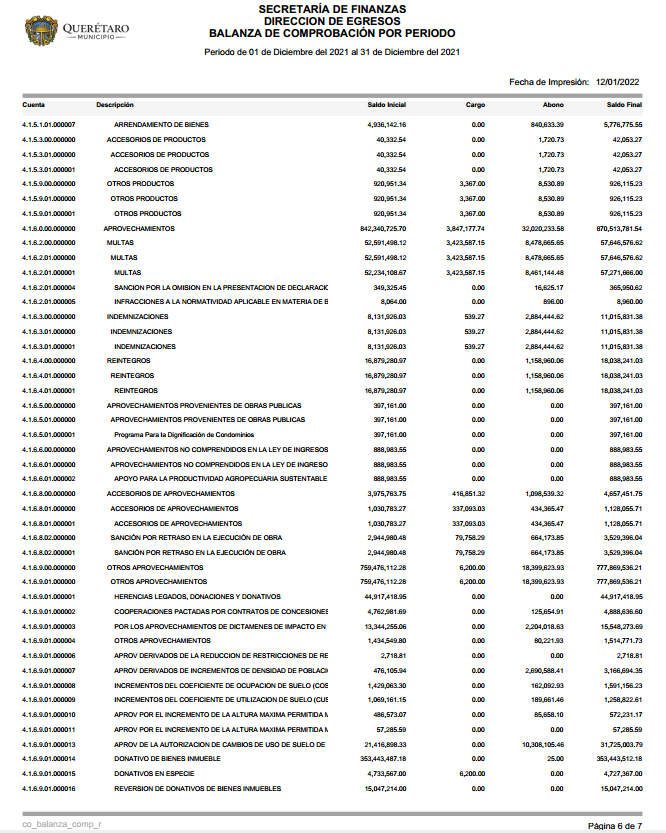 SECRETARÍA DE FINANZAS
DIRECCION DE EGRESOS
BALANZA DE COMPROBACIÓN POR PERIODO
QUERÉTARO
MUNICIPIO
Periodo de 01 de Diciembre del 2021 al 31 de Diciembre del 2021
Fecha de Impresión: 12/01/2022
Cuenta Descripción Saldo Inicial Cargo Abono Saldo Final
4.1.5.1.01.000007 ARRENDAMIENTO DE BIENES 4,936,142.16 0.00 840,633.39 5,776,775.55
4.1.5.3.00.000000 ACCESORIOS DE PRODUCTOS 40,332.54 0.00 1,720.73 42,053.27
4.1.5.3.01.000000 ACCESORIOS DE PRODUCTOS 40,332.54 0.00 1,720.73 42,053.27
4.1.5.3.01.000001 ACCESORIOS DE PRODUCTOS 40,332.54 0.00 1,720.73 42,053.27
4.1.5.9.00.000000 OTROS PRODUCTOS 920,951.34 3,367.00 8,530.89 926,115.23
4.1.5.9.01.000000 OTROS PRODUCTOS 920,951.34 3,367.00 8,530.89 926,115.23
4.1.5.9.01.000001 OTROS PRODUCTOS 920,951.34 3,367.00 8,530.89 926,115.23
4.1.6.0.00.000000 APROVECHAMIENTOS 842,340,725.70 3,847,177.74 32,020,233.58 870,513,781.54
4.1.6.2.00.000000 MULTAS 52,591,498.12 3,423,587.15 8,478,665.65 57,646,576.62
4.1.6.2.01.000000 MULTAS 52,591,498.12 3,423,587.15 8,478,665.65 57,646,576.62
4.1.6.2.01.000001 MULTAS 52,234,108.67 3,423,587.15 8,461,144.48 57,271,666.00
4.1.6.2.01.000004 SANCION POR LA OMISION EN LA PRESENTACION DE DECLARACIC 349,325.45 0.00 16,625.17 365,950.62
4.1.6.2.01.000005 INFRACCIONES A LA NORMATIVIDAD APLICABLE EN MATERIA DE B 8,064.00 0.00 896.00 8,960.00
4.1.6.3.00.000000 INDEMNIZACIONES 8,131,926.03 539.27 2,884,444.62 11,015,831.38
4.1.6.3.01.000000 INDEMNIZACIONES 8,131,926.03 539.27 2,884,444.62 11,015,831.38
4.1.6.3.01.000001 INDEMNIZACIONES 8,131,926.03 539.27 2,884,444.62 11,015,831.38
4.1.6.4.00.000000 REINTEGROS 16,879,280.97 0.00 1,158,960.06 18,038,241.03
4.1.6.4.01.000000 REINTEGROS 16,879,280.97 0.00 1,158,960.06 18,038,241.03
4.1.6.4.01.000001 REINTEGROS 16,879,280.97 0.00 1,158,960.06 18,038,241.03
4.1.6.5.00.000000 APROVECHAMIENTOS PROVENIENTES DE OBRAS PUBLICAS 397,161.00 0.00 0.00 397,161.00
4.1.6.5.01.000000 APROVECHAMIENTOS PROVENIENTES DE OBRAS PUBLICAS 397,161.00 0.00 0.00 397,161.00
4.1.6.5.01.000001 Programa Para la Dignificación de Condominios 397,161.00 0.00 0.00 397,161.00
4.1.6.6.00.000000 APROVECHAMIENTOS NO COMPRENDIDOS EN LA LEY DE INGRESOS 888,983.55 0.00 0.00 888,983.55
4.1.6.6.01.000000 APROVECHAMIENTOS NO COMPRENDIDOS EN LA LEY DE INGRESO 888,983.55 0.00 0.00 888,983.55
4.1.6.6.01.000002 APOYO PARA LA PRODUCTIVIDAD AGROPECUARIA SUSTENTABLE 888,983.55 0.00 0.00 888,983.55
4.1.6.8.00.000000 ACCESORIOS DE APROVECHAMIENTOS 3,975,763.75 416,851.32 1,098,539.32 4,657,451.75
4.1.6.8.01.000000 ACCESORIOS DE APROVECHAMIENTOS 1,030,783.27 337,093.03 434,365.47 1,128,055.71
4.1.6.8.01.000001 ACCESORIOS DE APROVECHAMIENTOS 1,030,783.27 337,093.03 434,365.47 1,128,055.71
4.1.6.8.02.000000 SANCIÓN POR RETRASO EN LA EJECUCIÓN DE OBRA 2,944,980.48 79,758.29 664,173.85 3,529,396.04
4.1.6.8.02.000001 SANCIÓN POR RETRASO EN LA EJECUCIÓN DE OBRA 2,944,980.48 79,758.29 664,173.85 3,529,396.04
4.1.6.9.00.000000 OTROS APROVECHAMIENTOS 759,476,112.28 6,200.00 18,399,623.93 777,869,536.21
4.1.6.9.01.000000 OTROS APROVECHAMIENTOS 759,476,112.28 6,200.00 18,399,623.93 777,869,536.21
4.1.6.9.01.000001 HERENCIAS LEGADOS, DONACIONES Y DONATIVOS 44,917,418.95 0.00 0.00 44,917,418.95
4.1.6.9.01.000002 COOPERACIONES PACTADAS POR CONTRATOS DE CONCESIONES 4,762,981.69 0.00 125,654.91 4,888,636.60
4.1.6.9.01.000003 POR LOS APROVECHAMIENTOS DE DICTAMENES DE IMPACTO EN 13,344,255.06 0.00 2,204,018.63 15,548,273.69
4.1.6.9.01.000004 OTROS APROVECHAMIENTOS 1,434,549.80 0.00 80,221.93 1,514,771.73
4.1.6.9.01.000006 APROV DERIVADOS DE LA REDUCCION DE RESTRICCIONES DE RE 2,718.81 0.00 0.00 2,718.81
4.1.6.9.01.000007 APROV DERIVADOS DE INCREMENTOS DE DENSIDAD DE POBLACI 476,105.94 0.00 2,690,588.41 3,166,694.35
4.1.6.9.01.000008 INCREMENTOS DEL COEFICIENTE DE OCUPACION DE SUELO (COS 1,429,063.30 0.00 162,092.93 1,591,156.23
4.1.6.9.01.000009 INCREMENTOS DEL COEFICIENTE DE UTILIZACION DE SUELO (CUS 1,069,161.15 0.00 189,661.46 1,258,822.61
4.1.6.9.01.000010 APROV POR EL INCREMENTO DE LA ALTURA MAXIMA PERMITIDA M 486,573.07 0.00 85,658.10 572,231.17
4.1.6.9.01.000011 APROV POR EL INCREMENTO DE LA ALTURA MAXIMA PERMITIDA M 57,285.59 0.00 0.00 57,285.59
4.1.6.9.01.000013 APROV DE LA AUTORIZACION DE CAMBIOS DE USO DE SUELO DE 21,416,898.33 0.00 10,308,105.46 31,725,003.79
4.1.6.9.01.000014 DONATIVO DE BIENES INMUEBLE 353,443,487.18 0.00 25.00 353,443,512.18
4.1.6.9.01.000015 DONATIVOS EN ESPECIE 4,733,567.00 6,200.00 0.00 4,727,367.00
4.1.6.9.01.000016 REVERSION DE DONATIVOS DE BIENES INMUEBLES 15,047,214.00 0.00 0.00 15,047,214.00
co_balanza_comp_r
Página 6 de 7